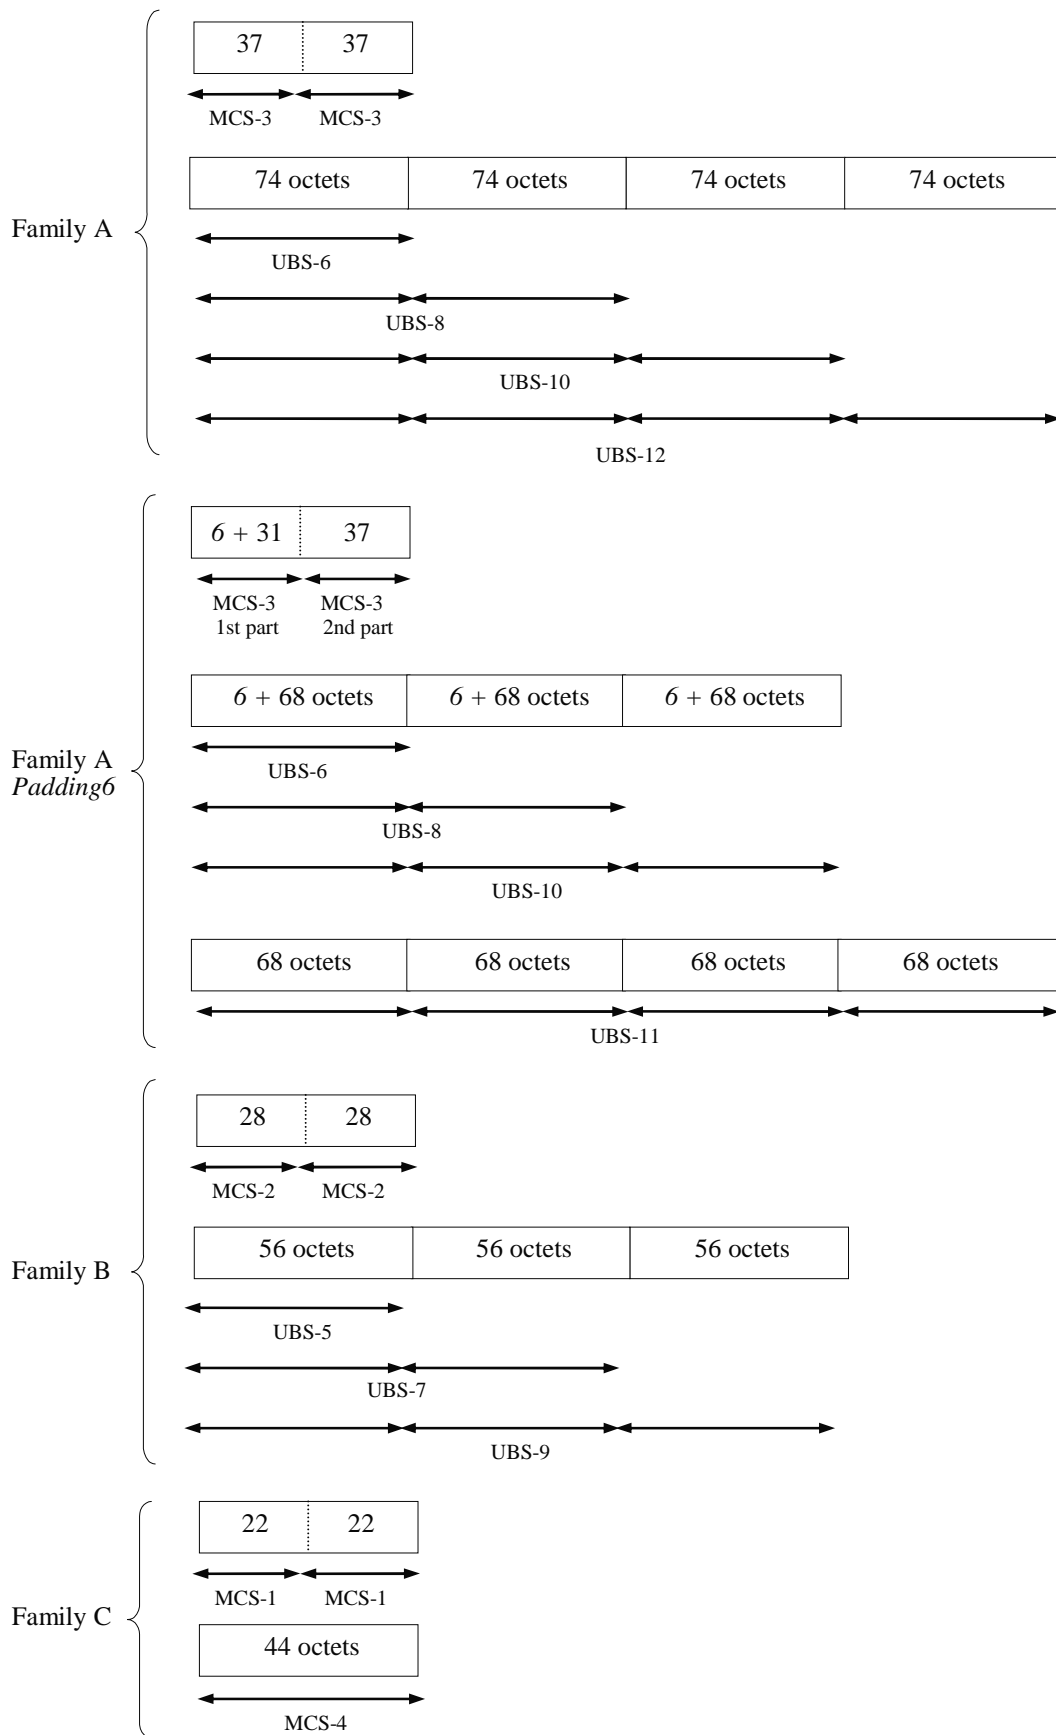 37 37
MCS-3 MCS-3
74 octets 74 octets 74 octets 74 octets
Family A
UBS-6
UBS-8
UBS-10
UBS-12
6 + 31 37
MCS-3 MCS-3
1st part 2nd part
6 + 68 octets 6 + 68 octets 6 + 68 octets
Family A
Padding6
UBS-6
UBS-8
UBS-10
68 octets 68 octets 68 octets 68 octets
UBS-11
28 28
MCS-2 MCS-2
56 octets 56 octets 56 octets
Family B
UBS-5
UBS-7
UBS-9
22 22
MCS-1 MCS-1
Family C
44 octets
MCS-4